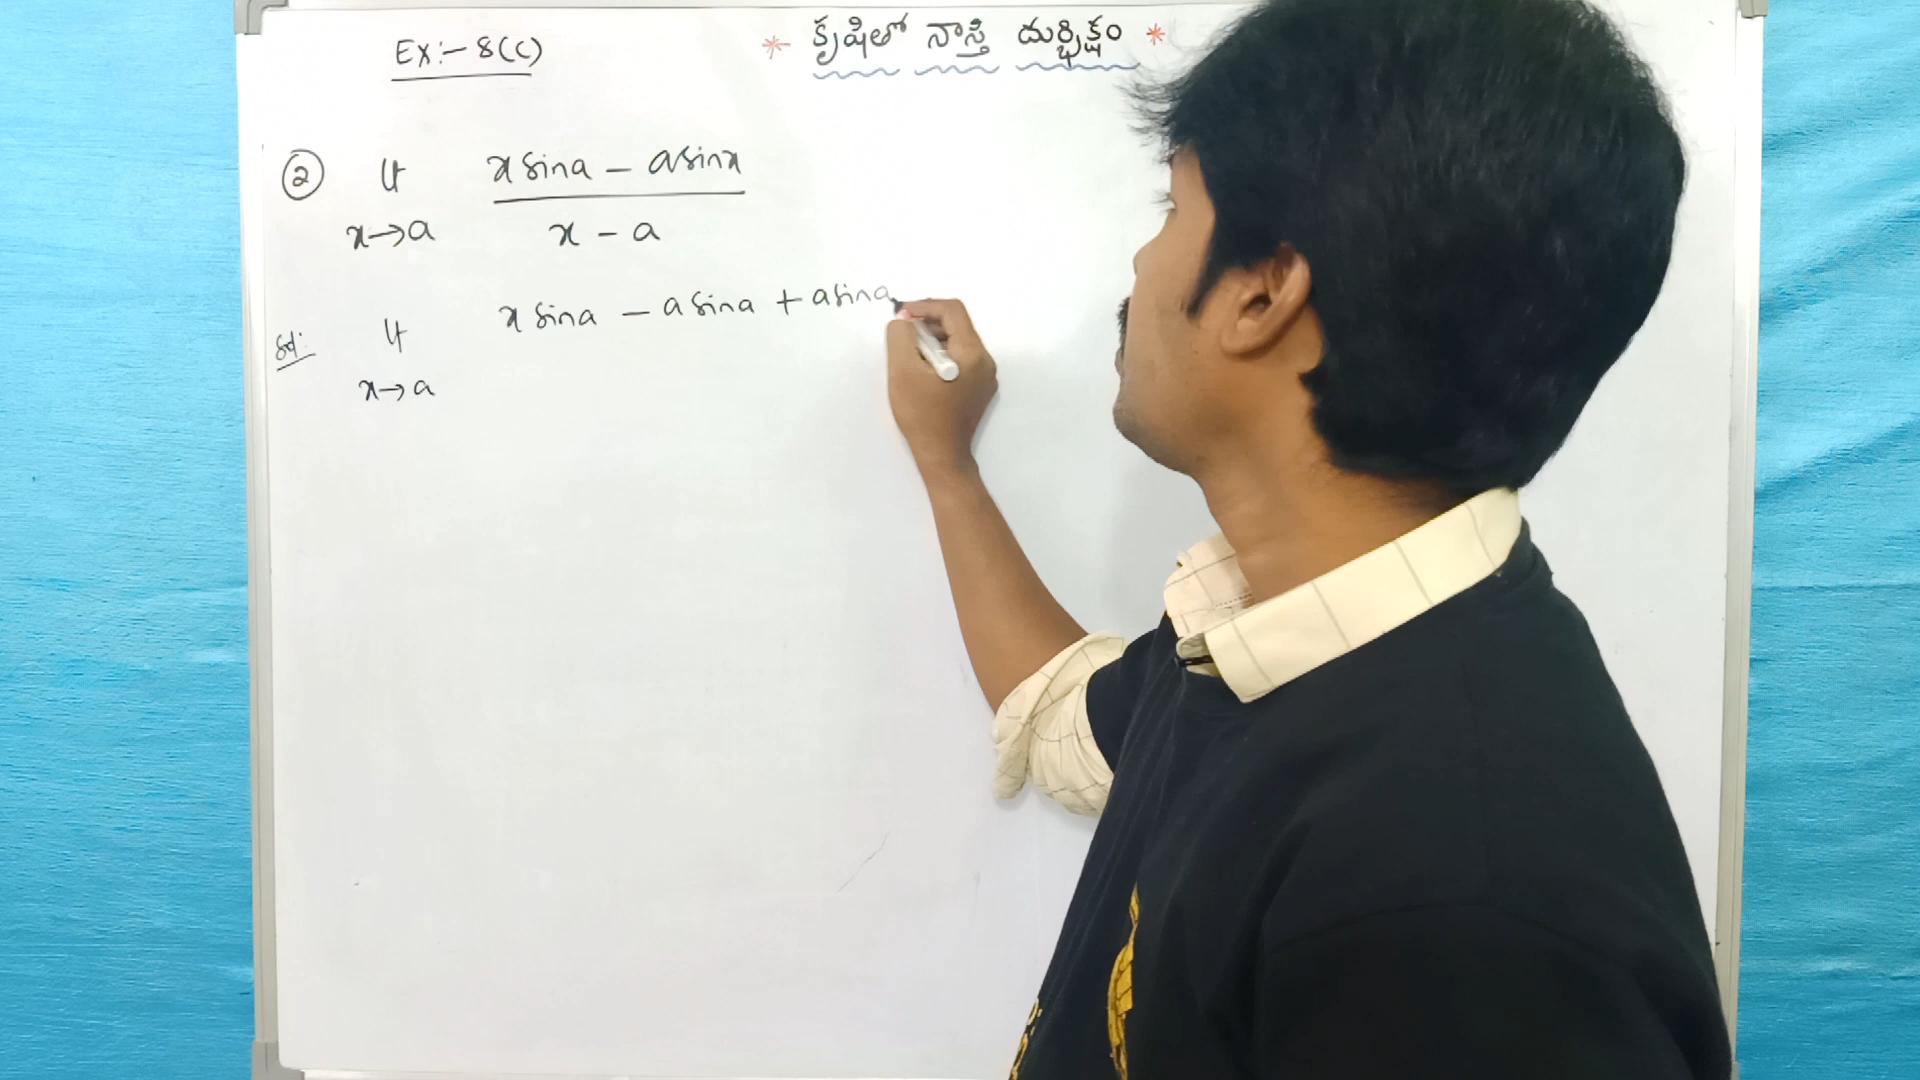 Ex:- 8(c)
* కృషితో నాస్తి దుర్భిక్షం *
② Lt x sina - a sinx
x→a x - a
Sol: Lt x sina - a sina + a sina
x→a